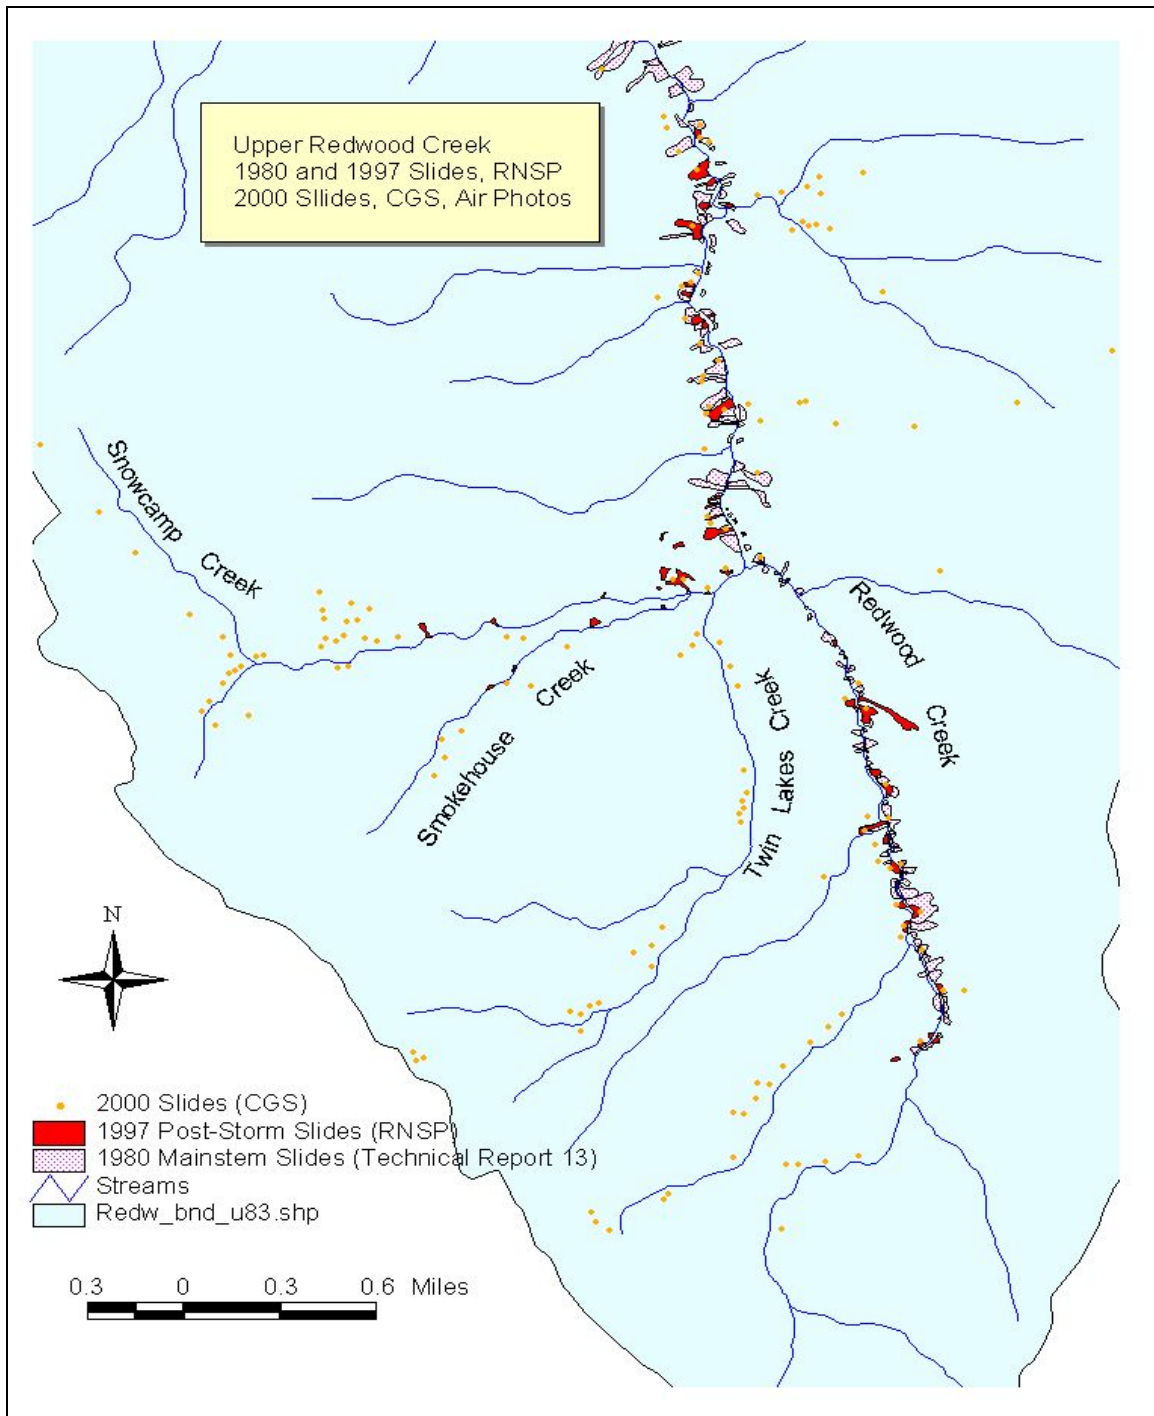 Upper Redwood Creek
1980 and 1997 Slides, RNSP
2000 Sllides, CGS, Air Photos
Snowcamp Creek
Redwood Creek
Smokehouse Creek
Twin Lakes Creek
N
2000 Slides (CGS)
1997 Post-Storm Slides (RNSP)
1980 Mainstem Slides (Technical Report 13)
Streams
Redw_bnd_u83.shp
0.3 0 0.3 0.6 Miles